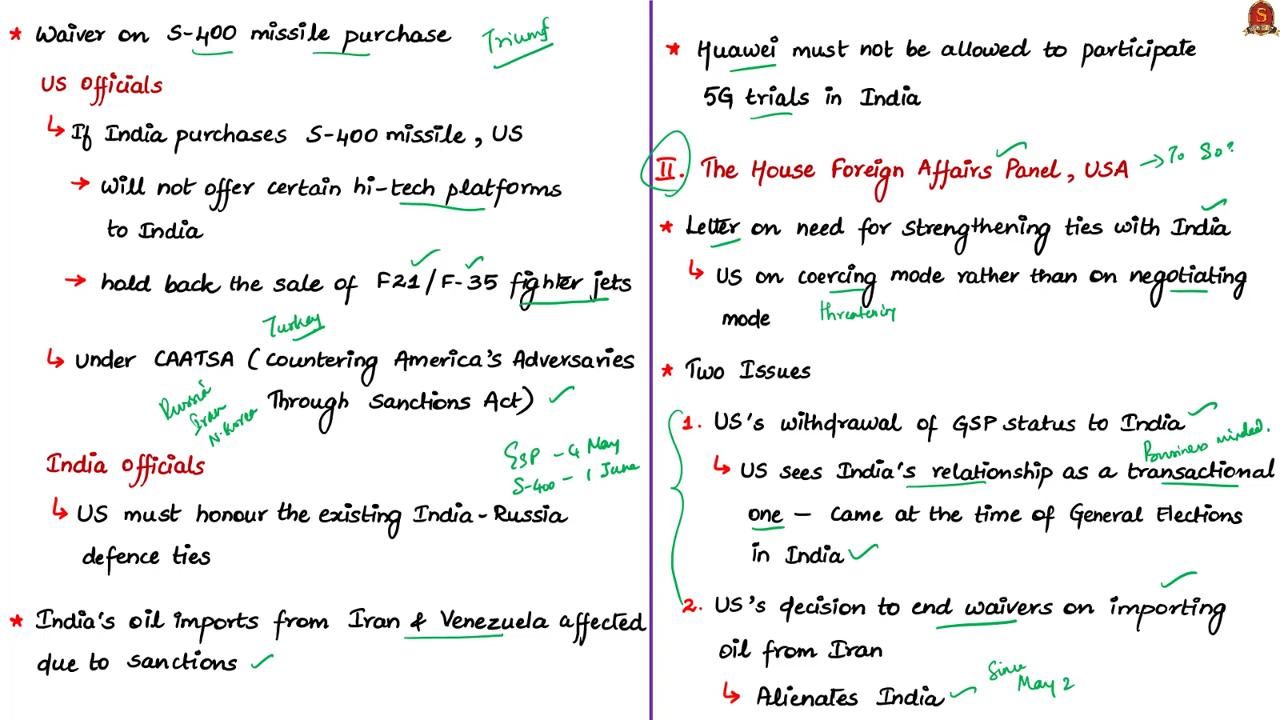 * Waiver on S-400 missile purchase Triumf
US Officials
↳ If India purchases S-400 missile, US
→ will not offer certain hi-tech platforms
to India
→ hold back the sale of F21/F-35 fighter jets
Turkey
↳ under CAATSA (Countering America's Adversaries
Through Sanctions Act)
Russia
Iran
N-Korea
India Officials
GSP - 4 May
S-400 - 1 June
↳ US must honour the existing India-Russia
defence ties
* India's oil imports from Iran & Venezuela affected
due to sanctions
S
* Huawei must not be allowed to participate
5G trials in India
II. The House Foreign Affairs Panel, USA → To
* Letter on need for strengthening ties with India
↳ US on coercing mode rather than on negotiating
mode threatening
* Two Issues
1. US's withdrawal of GSP status to India
Business minded.
↳ US sees India's relationship as a transactional
one - Came at the time of General Elections
in India
2. US's decision to end waivers on importing
oil from Iran
↳ Alienates India
Since
May 2